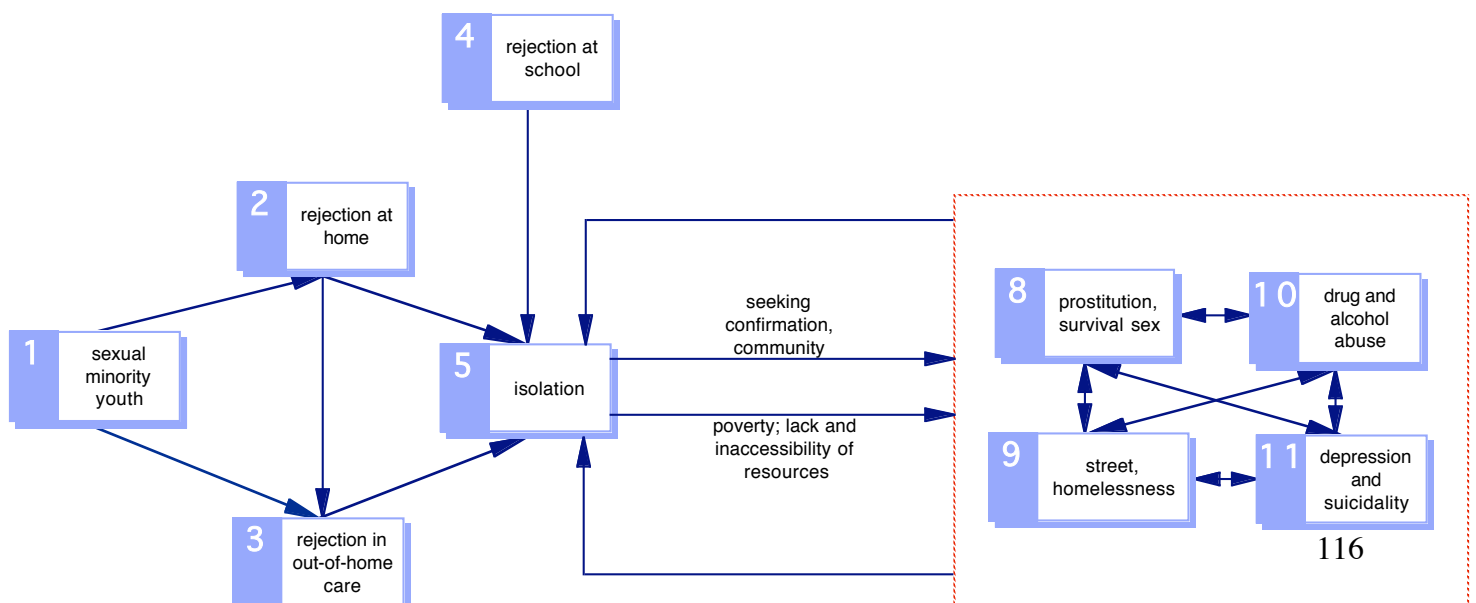 4
rejection at
school
2
rejection at
home
1
sexual
minority
youth
3
rejection in
out-of-home
care
5
isolation
seeking
confirmation,
community
poverty; lack and
inaccessibility of
resources
8
prostitution,
survival sex
10
drug and
alcohol
abuse
9
street,
homelessness
11
depression
and
suicidality
116